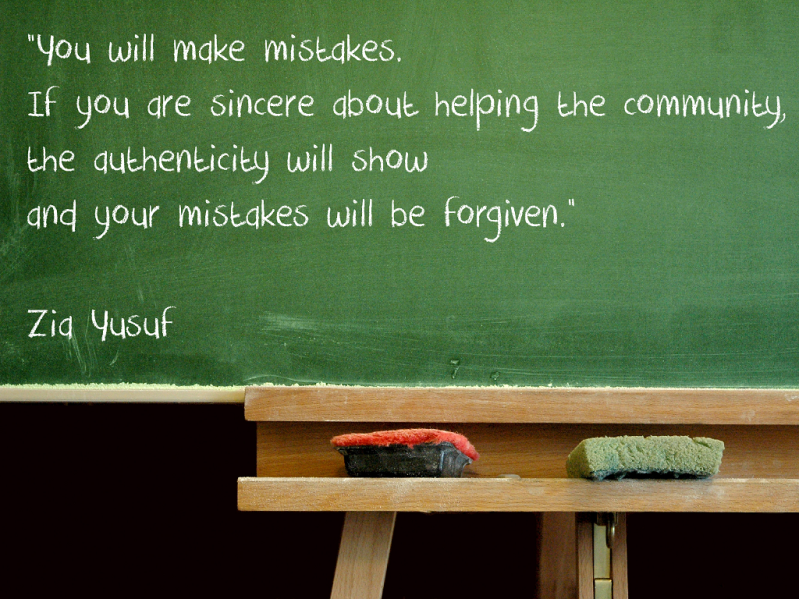 "You will make mistakes.
If you are sincere about helping the community,
the authenticity will show
and your mistakes will be forgiven."
Zia Yusuf